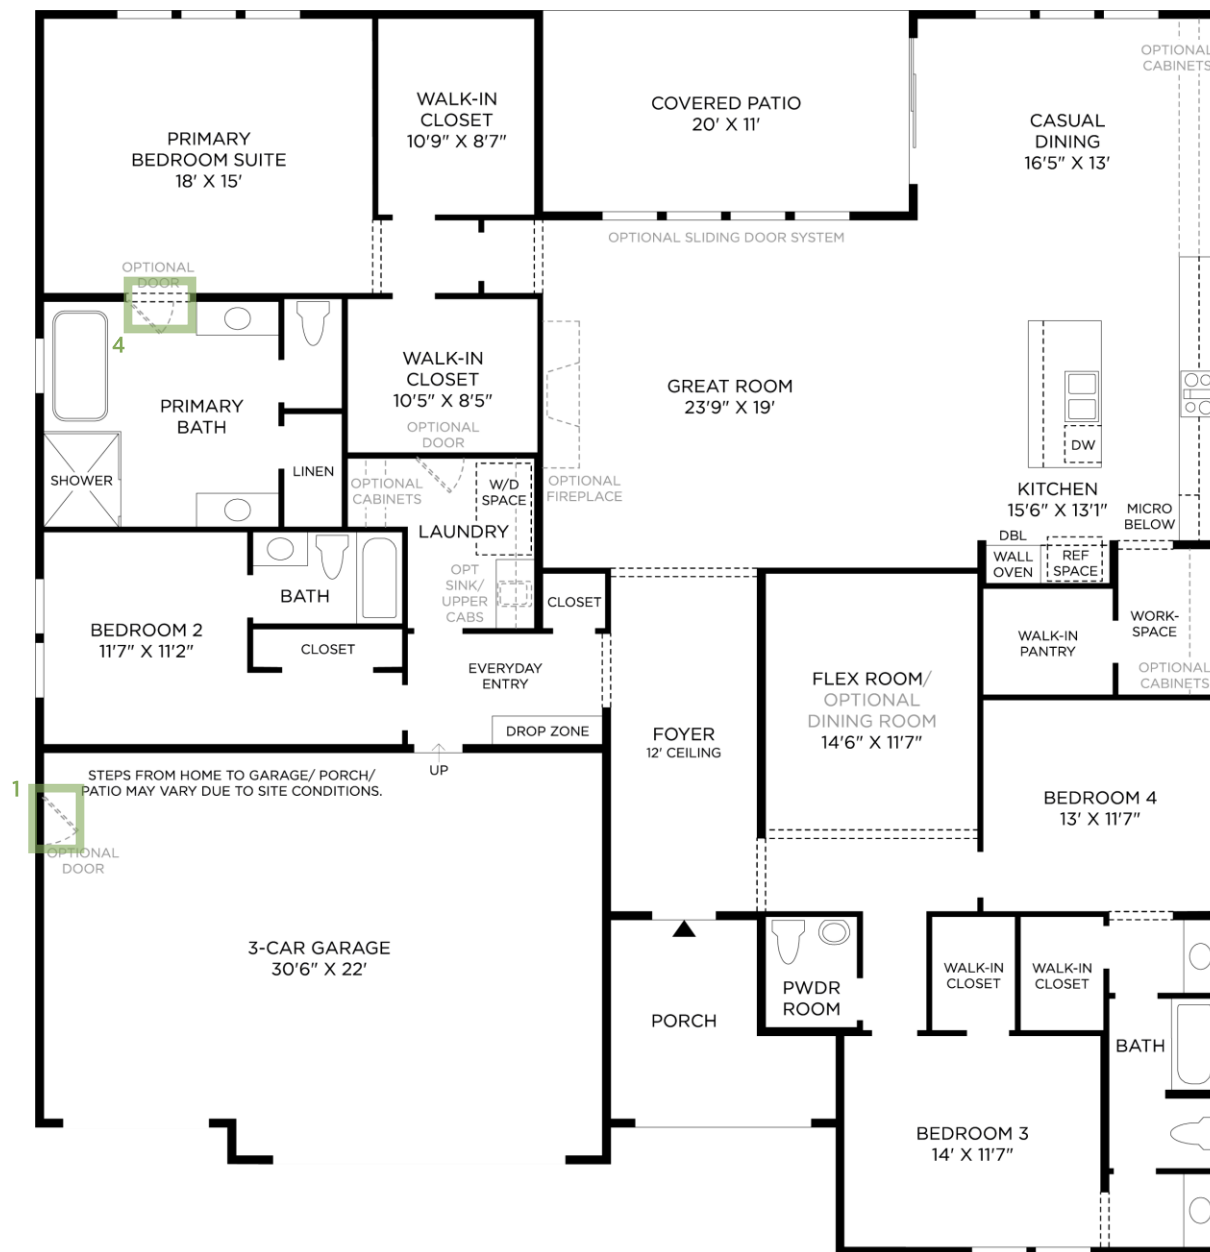 PRIMARY
BEDROOM SUITE
18' X 15'
WALK-IN
CLOSET
10'9" X 8'7"
COVERED PATIO
20' X 11'
OPTIONAL
CABINETS
CASUAL
DINING
16'5" X 13'
OPTIONAL SLIDING DOOR SYSTEM
OPTIONAL
DOOR
4
PRIMARY
BATH
SHOWER
LINEN
WALK-IN
CLOSET
10'5" X 8'5"
OPTIONAL
DOOR
GREAT ROOM
23'9" X 19'
OPTIONAL
FIREPLACE
DW
KITCHEN
15'6" X 13'1"
MICRO
BELOW
DBL
WALL
OVEN
REF
SPACE
OPTIONAL
CABINETS
W/D
SPACE
LAUNDRY
OPT
SINK/
UPPER
CABS
CLOSET
BATH
BEDROOM 2
11'7" X 11'2"
CLOSET
EVERYDAY
ENTRY
DROP ZONE
UP
FOYER
12' CEILING
FLEX ROOM/
OPTIONAL
DINING ROOM
14'6" X 11'7"
WALK-IN
PANTRY
WORK-
SPACE
OPTIONAL
CABINETS
BEDROOM 4
13' X 11'7"
STEPS FROM HOME TO GARAGE/ PORCH/
PATIO MAY VARY DUE TO SITE CONDITIONS.
1
OPTIONAL
DOOR
3-CAR GARAGE
30'6" X 22'
PORCH
PWDR
ROOM
WALK-IN
CLOSET
WALK-IN
CLOSET
BATH
BEDROOM 3
14' X 11'7"